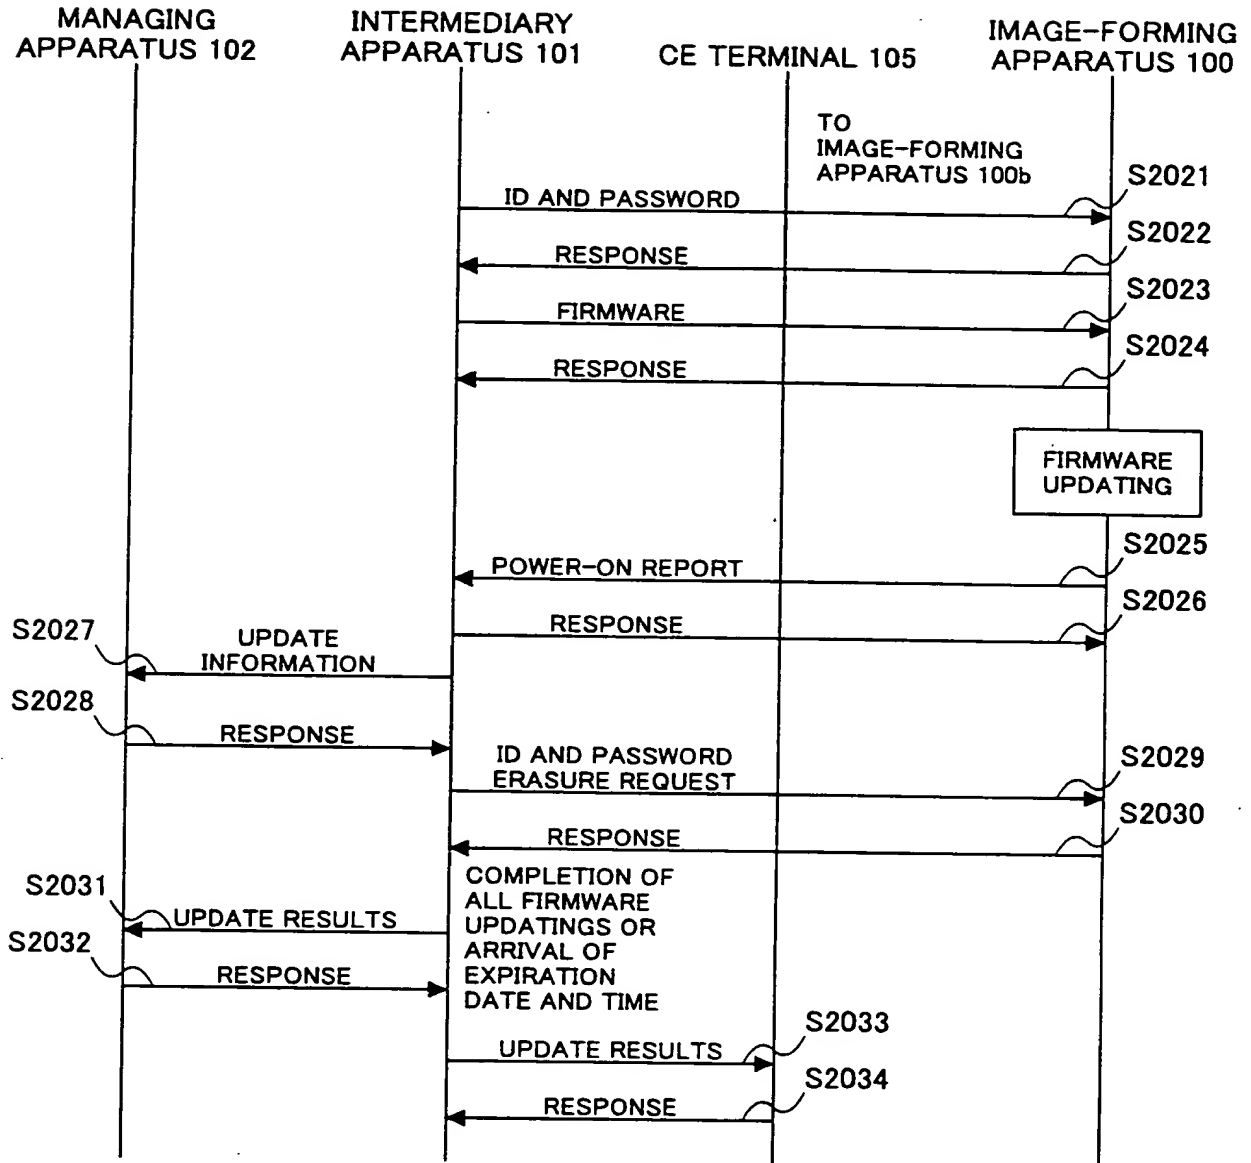 MANAGING
APPARATUS 102
INTERMEDIARY
APPARATUS 101
CE TERMINAL 105
IMAGE-FORMING
APPARATUS 100
TO
IMAGE-FORMING
APPARATUS 100b
S2021
ID AND PASSWORD
S2022
RESPONSE
S2023
FIRMWARE
S2024
RESPONSE
FIRMWARE
UPDATING
S2025
POWER-ON REPORT
S2026
RESPONSE
S2027
UPDATE
INFORMATION
S2028
RESPONSE
ID AND PASSWORD
ERASURE REQUEST
S2029
S2030
RESPONSE
COMPLETION OF
ALL FIRMWARE
UPDATINGS OR
ARRIVAL OF
EXPIRATION
DATE AND TIME
S2031
UPDATE RESULTS
S2032
RESPONSE
S2033
UPDATE RESULTS
S2034
RESPONSE